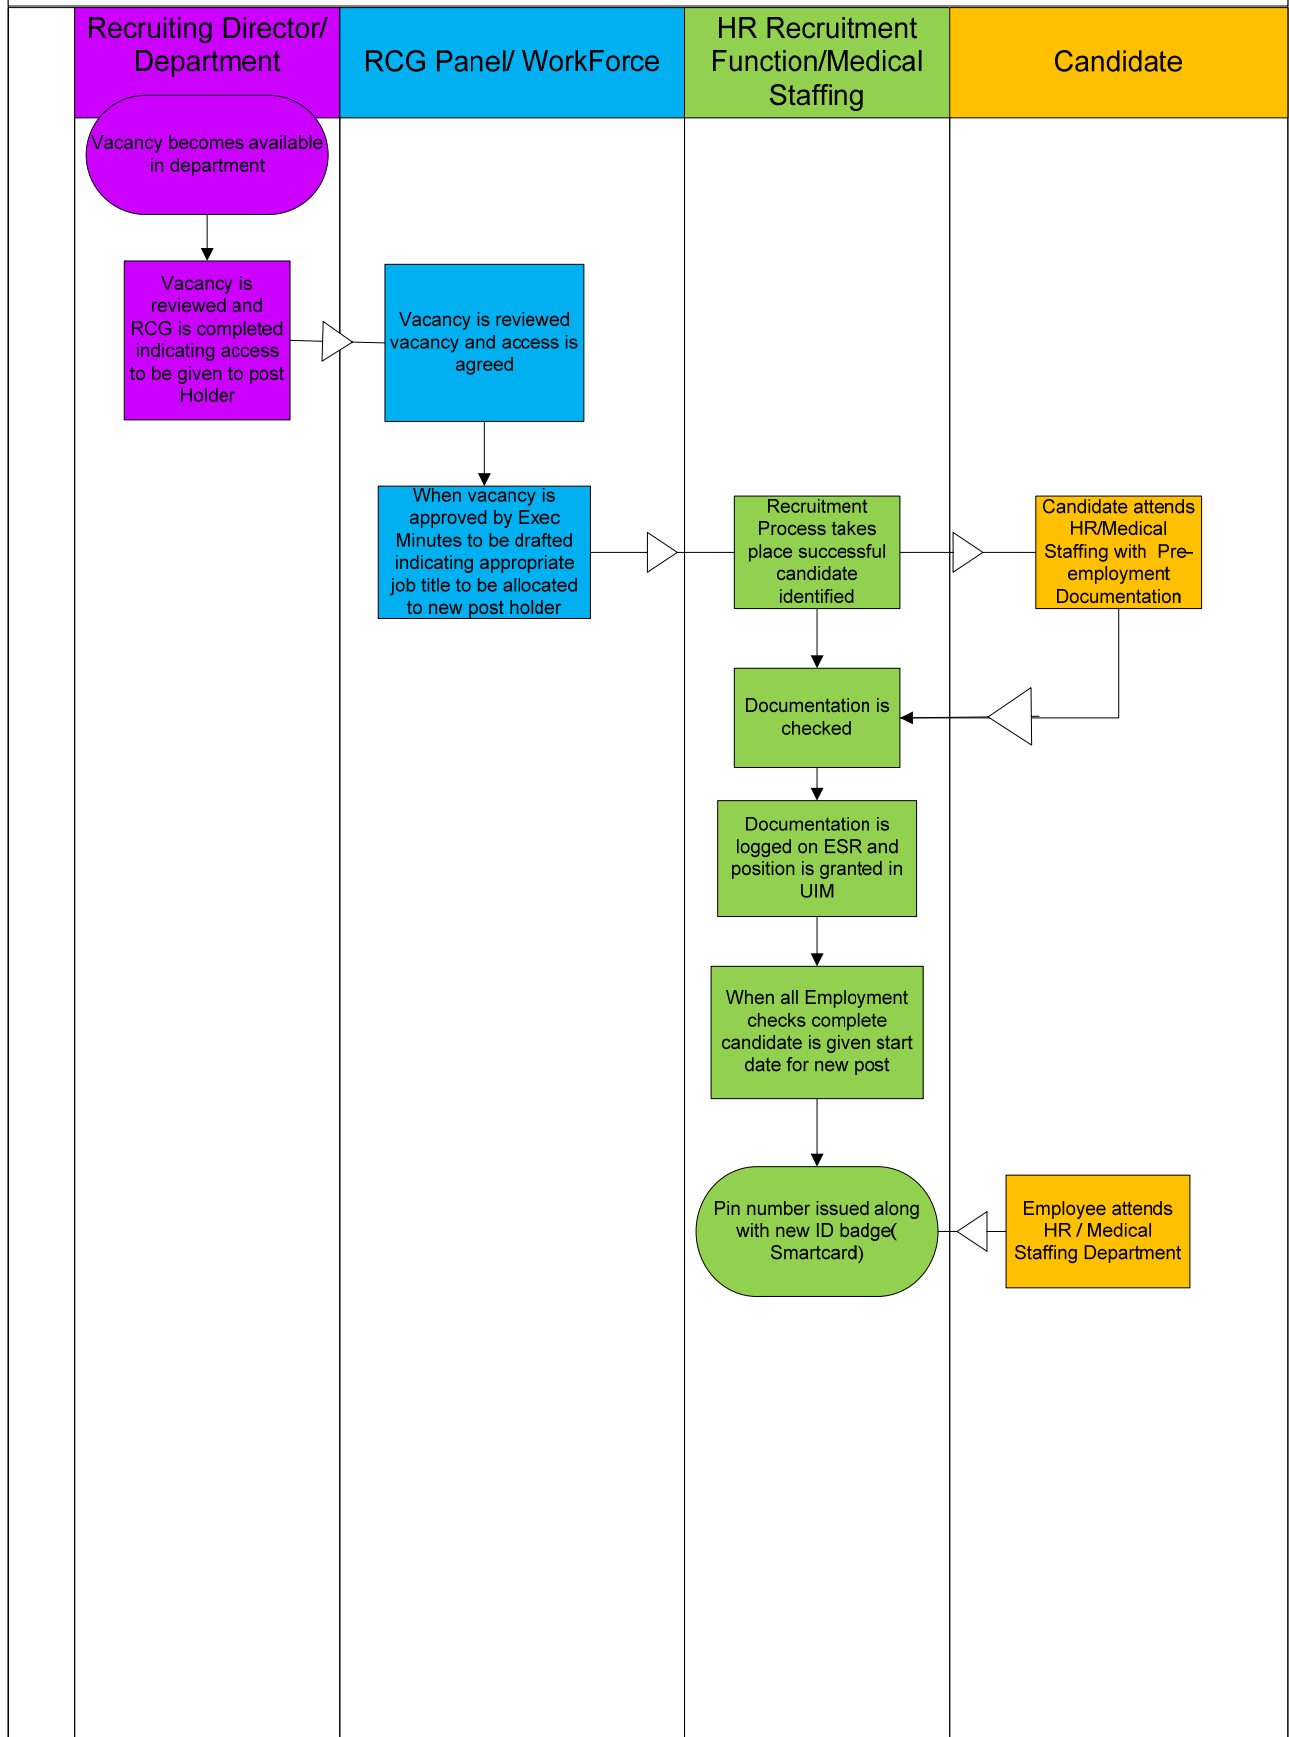 Recruiting Director/
Department
RCG Panel/ WorkForce
HR Recruitment
Function/Medical
Staffing
Candidate
Vacancy becomes available
in department
Vacancy is
reviewed and
RCG is completed
indicating access
to be given to post
Holder
Vacancy is reviewed
vacancy and access is
agreed
When vacancy is
approved by Exec
Minutes to be drafted
indicating appropriate
job title to be allocated
to new post holder
Recruitment
Process takes
place successful
candidate
identified
Candidate attends
HR/Medical
Staffing with Pre-
employment
Documentation
Documentation is
checked
Documentation is
logged on ESR and
position is granted in
UIM
When all Employment
checks complete
candidate is given start
date for new post
Pin number issued along
with new ID badge(
Smartcard)
Employee attends
HR / Medical
Staffing Department